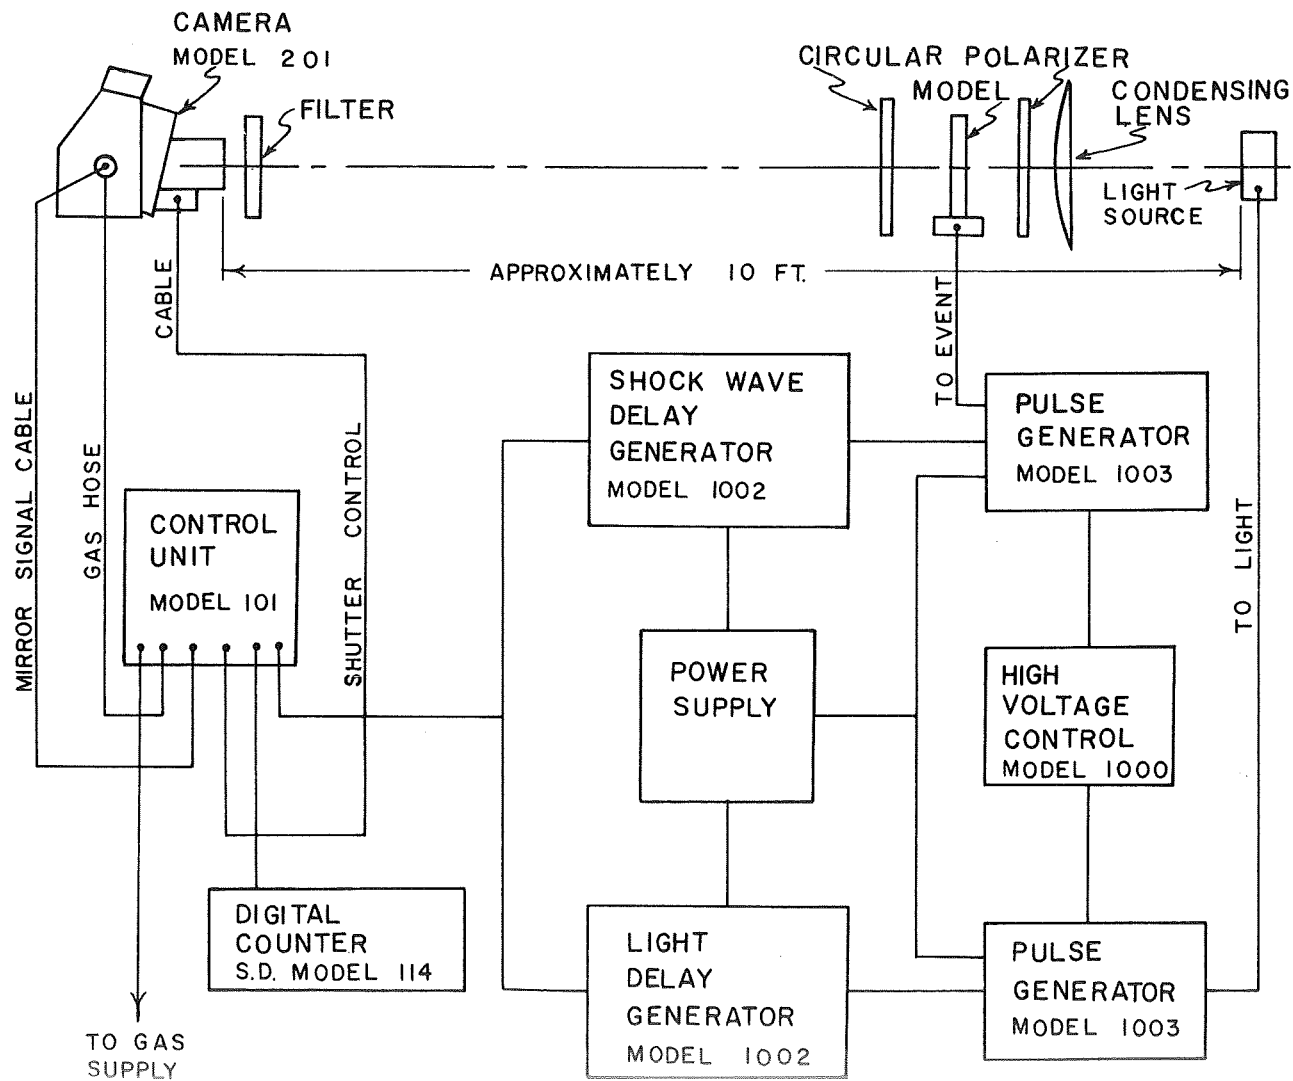 CAMERA
MODEL 201
FILTER
CIRCULAR POLARIZER
MODEL
CONDENSING
LENS
LIGHT
SOURCE
APPROXIMATELY 10 FT.
CABLE
TO EVENT
MIRROR SIGNAL CABLE
GAS HOSE
SHUTTER CONTROL
TO LIGHT
CONTROL
UNIT
MODEL 101
SHOCK WAVE
DELAY
GENERATOR
MODEL 1002
PULSE
GENERATOR
MODEL 1003
POWER
SUPPLY
HIGH
VOLTAGE
CONTROL
MODEL 1000
DIGITAL
COUNTER
S.D. MODEL 114
LIGHT
DELAY
GENERATOR
MODEL 1002
PULSE
GENERATOR
MODEL 1003
TO GAS
SUPPLY